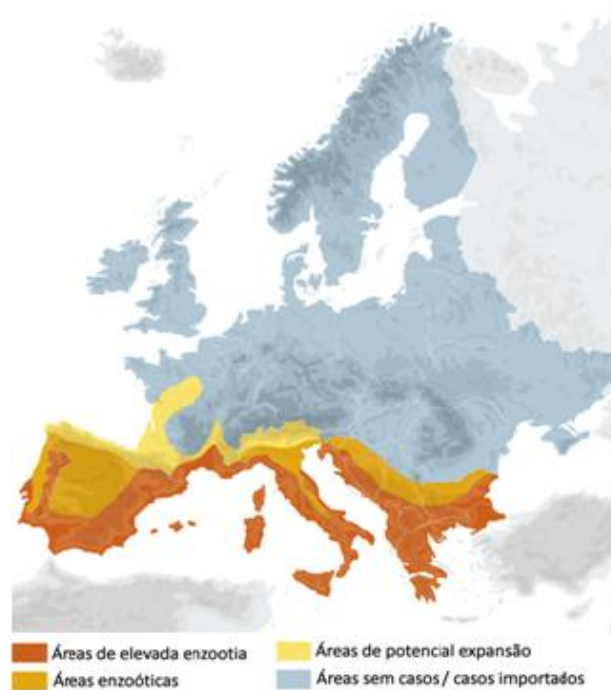 Áreas de elevada enzootia
Áreas de potencial expansão
Áreas enzoóticas
Áreas sem casos / casos importados